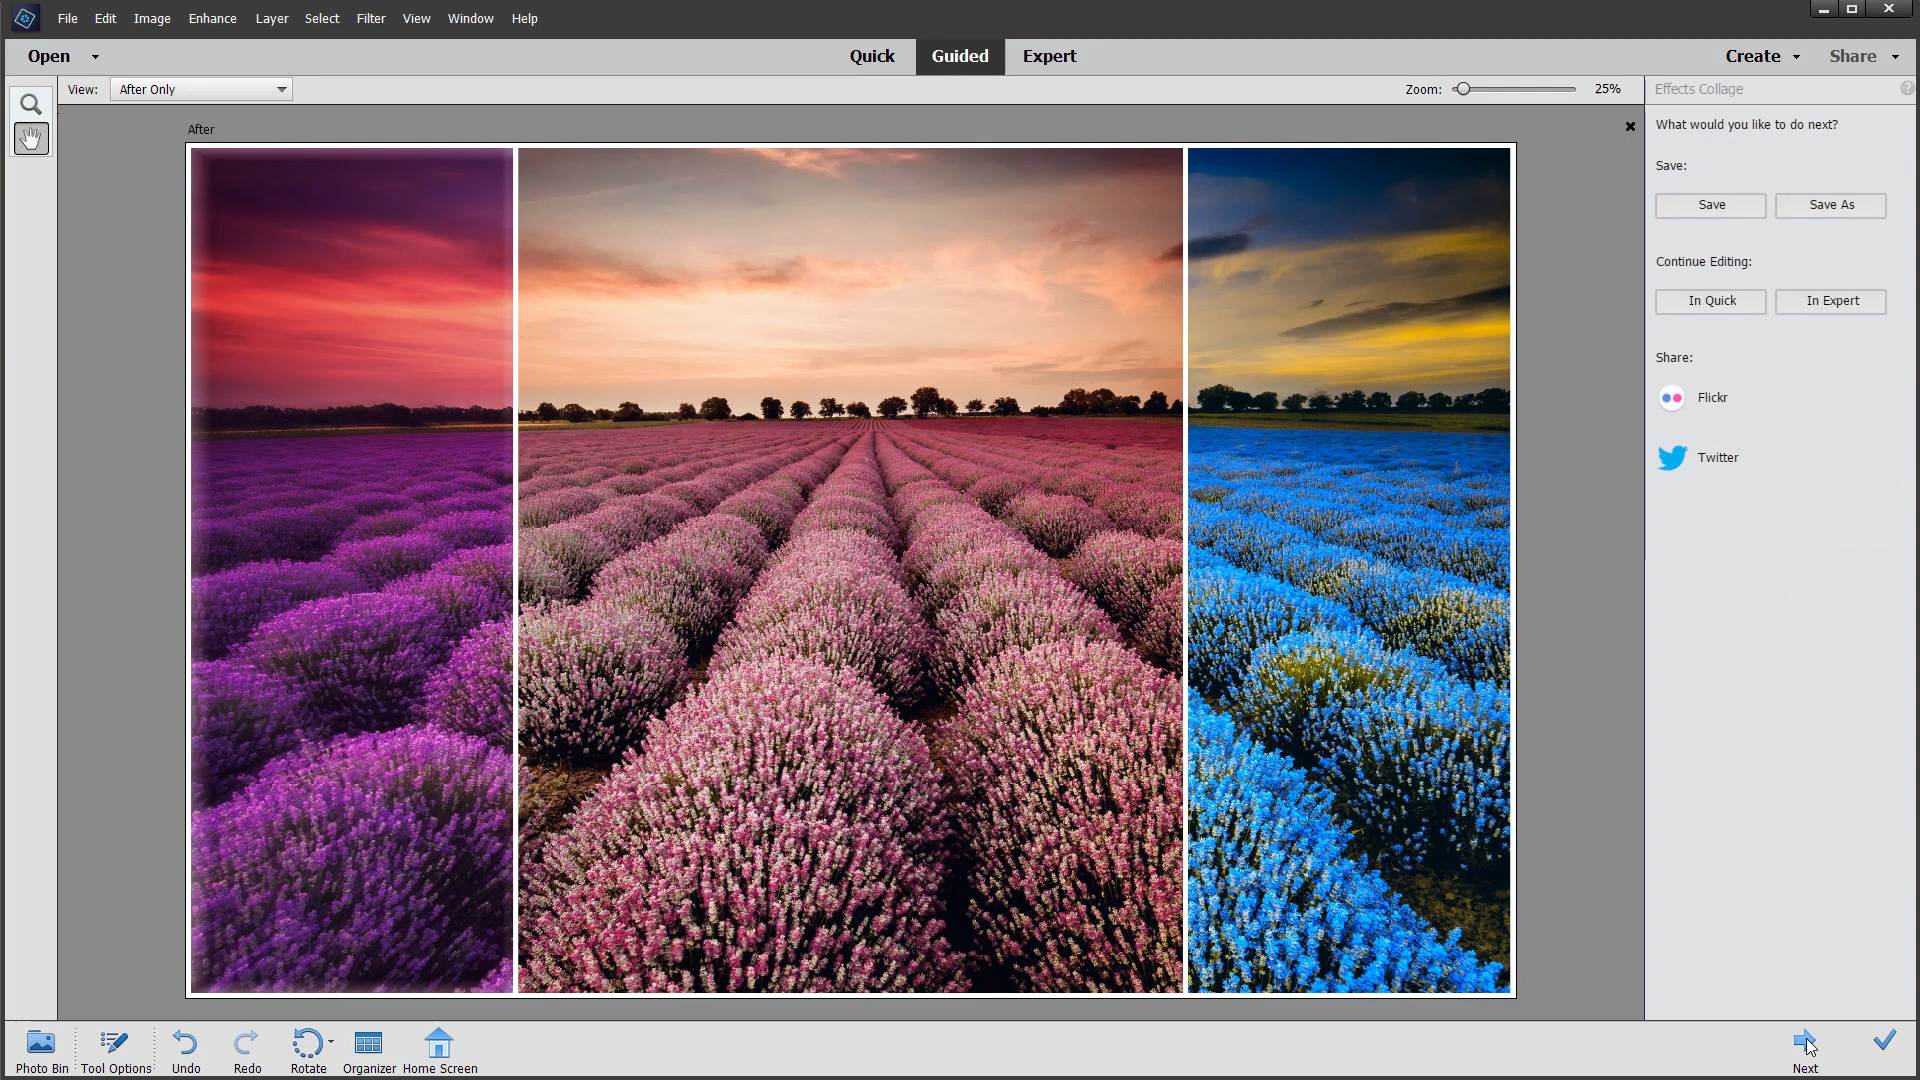 File Edit Image Enhance Layer Select Filter View Window Help
Open Quick Guided Expert Create Share
View: After Only Zoom: 25% Effects Collage ?
After
What would you like to do next?
Save:
Save Save As
Continue Editing:
In Quick In Expert
Share:
Flickr
Twitter
Photo Bin Tool Options Undo Redo Rotate Organizer Home Screen Next